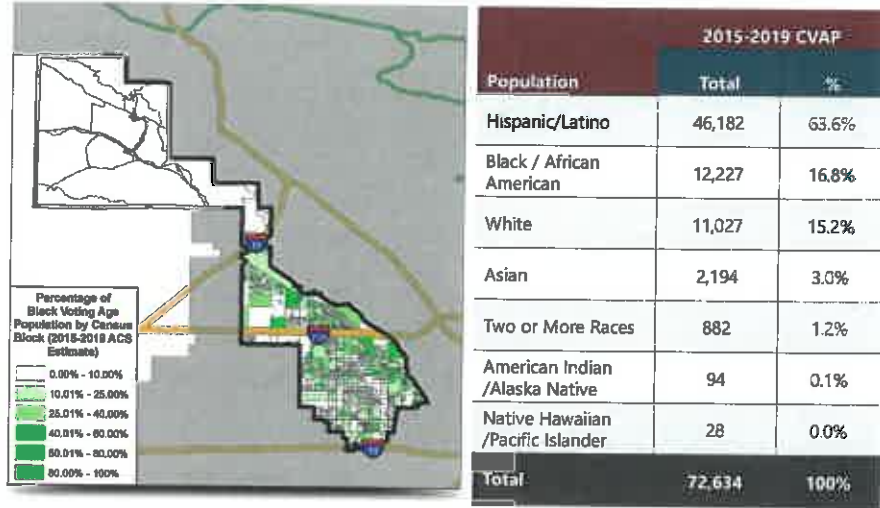 Percentage of
Black Voting Age
Population by Census
Block (2015-2019 ACS
Estimate)
0.00% - 10.00%
10.01% - 25.00%
25.01% - 40.00%
40.01% - 60.00%
60.01% - 80.00%
80.00% - 100%
2015-2019 CVAP
Population Total %
Hispanic/Latino 46,182 63.6%
Black / African
American 12,227 16.8%
White 11,027 15.2%
Asian 2,194 3.0%
Two or More Races 882 1.2%
American Indian
/Alaska Native 94 0.1%
Native Hawaiian
/Pacific Islander 28 0.0%
Total 72,634 100%